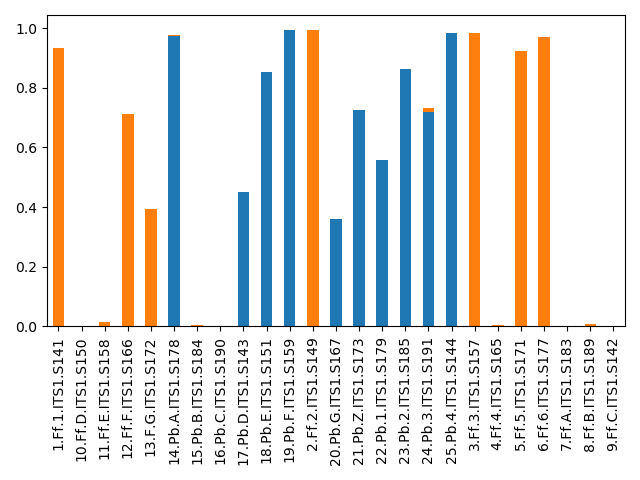 1.0
0.8
0.6
0.4
0.2
0.0
1.Ff.1.ITS1.S141
10.Ff.D.ITS1.S150
11.Ff.E.ITS1.S158
12.Ff.F.ITS1.S166
13.F.G.ITS1.S172
14.Pb.A.ITS1.S178
15.Pb.B.ITS1.S184
16.Pb.C.ITS1.S190
17.Pb.D.ITS1.S143
18.Pb.E.ITS1.S151
19.Pb.F.ITS1.S159
2.Ff.2.ITS1.S149
20.Pb.G.ITS1.S167
21.Pb.Z.ITS1.S173
22.Pb.1.ITS1.S179
23.Pb.2.ITS1.S185
24.Pb.3.ITS1.S191
25.Pb.4.ITS1.S144
3.Ff.3.ITS1.S157
4.Ff.4.ITS1.S165
5.Ff.5.ITS1.S171
6.Ff.6.ITS1.S177
7.Ff.A.ITS1.S183
8.Ff.B.ITS1.S189
9.Ff.C.ITS1.S142